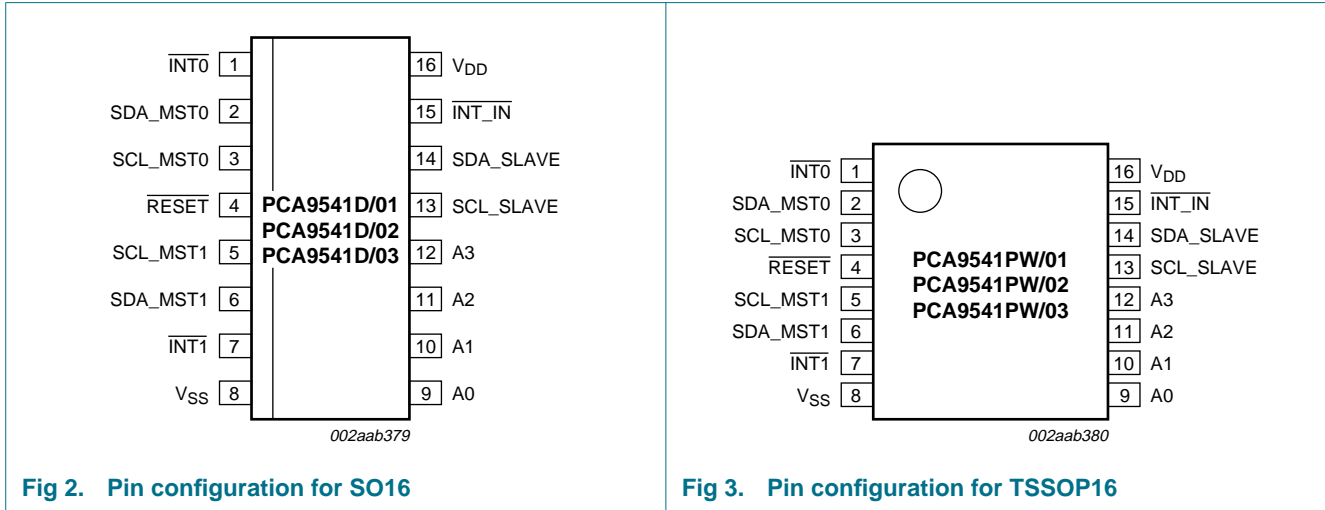 INT0 1
SDA_MST0 2
SCL_MST0 3
RESET 4
SCL_MST1 5
SDA_MST1 6
INT1 7
VSS 8
PCA9541D/01
PCA9541D/02
PCA9541D/03
16 VDD
15 INT_IN
14 SDA_SLAVE
13 SCL_SLAVE
12 A3
11 A2
10 A1
9 A0
002aab379
Fig 2. Pin configuration for SO16
INT0 1
SDA_MST0 2
SCL_MST0 3
RESET 4
SCL_MST1 5
SDA_MST1 6
INT1 7
VSS 8
PCA9541PW/01
PCA9541PW/02
PCA9541PW/03
16 VDD
15 INT_IN
14 SDA_SLAVE
13 SCL_SLAVE
12 A3
11 A2
10 A1
9 A0
002aab380
Fig 3. Pin configuration for TSSOP16